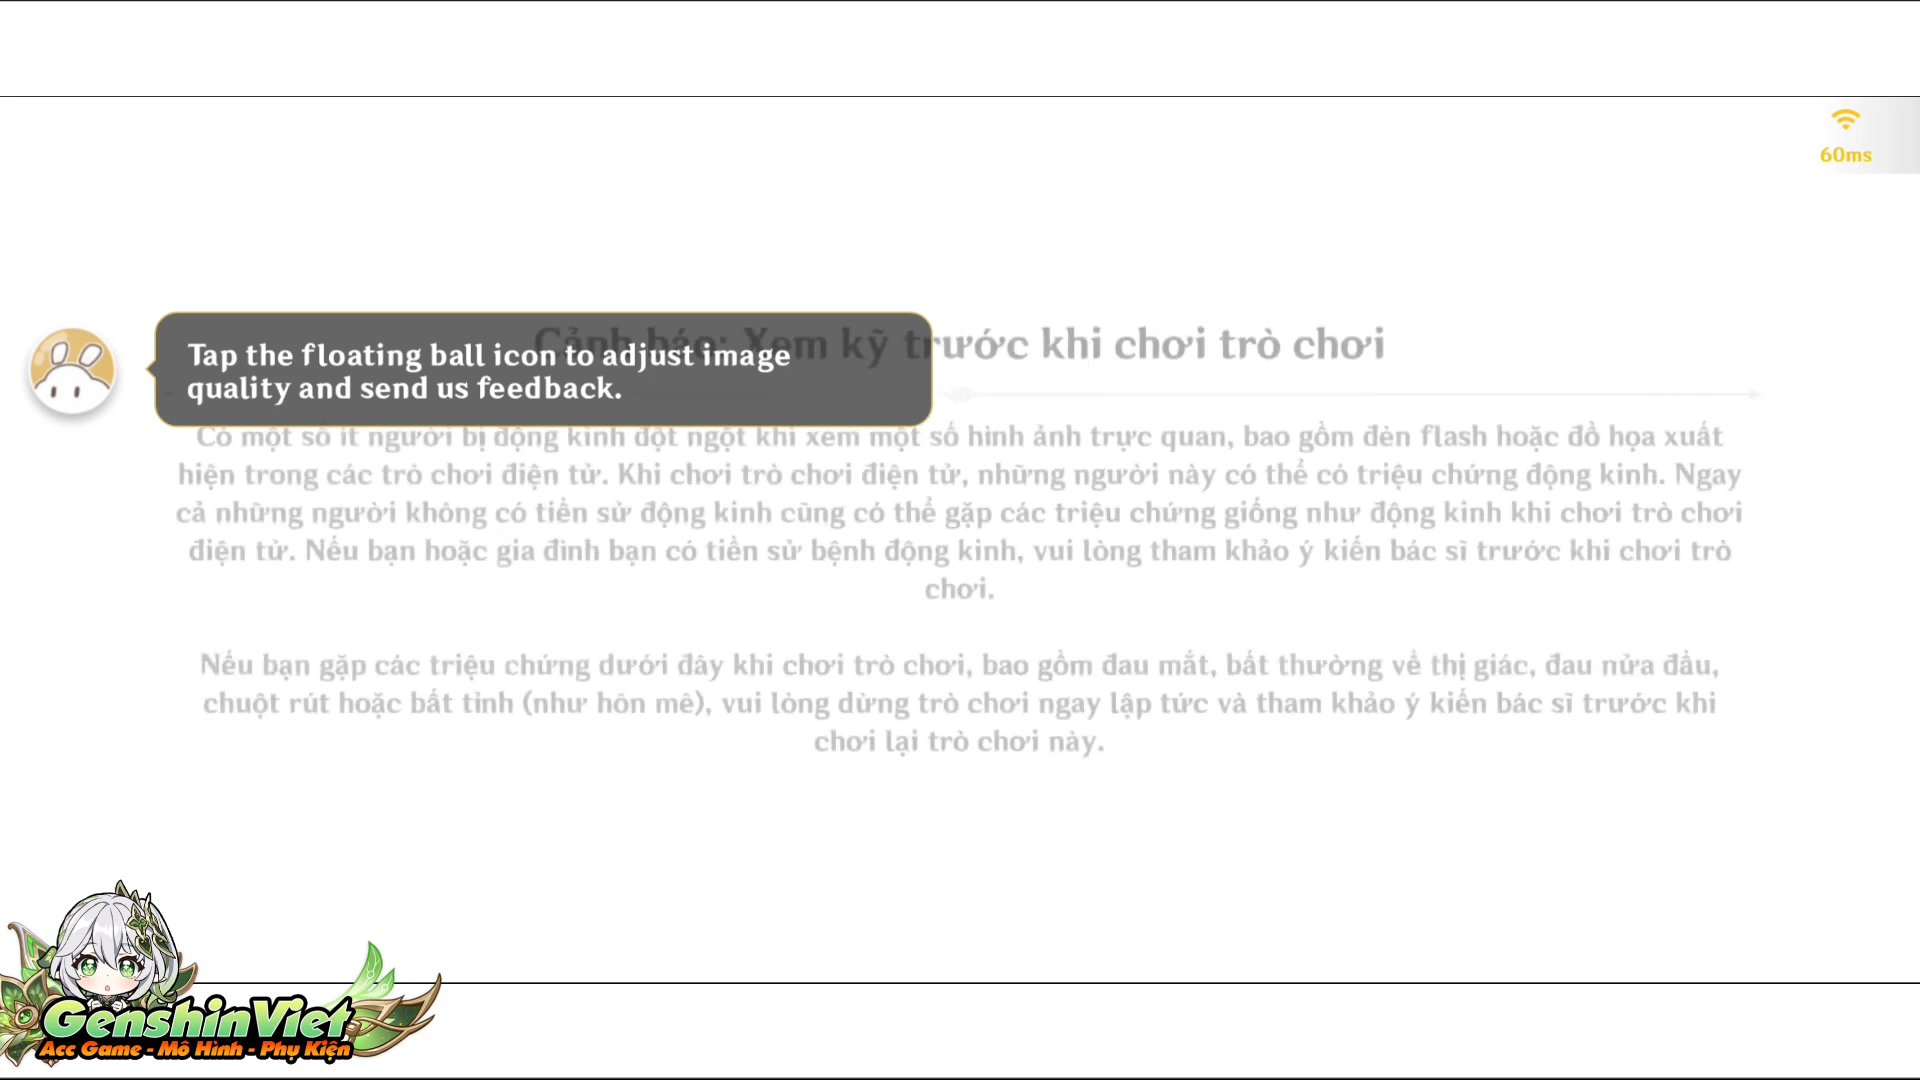 60ms
Tap the floating ball icon to adjust image
quality and send us feedback.
Cảnh báo: Xem kỹ trước khi chơi trò chơi
Có một số ít người bị động kinh đột ngột khi xem một số hình ảnh trực quan, bao gồm đèn flash hoặc đồ họa xuất
hiện trong các trò chơi điện tử. Khi chơi trò chơi điện tử, những người này có thể có triệu chứng động kinh. Ngay
cả những người không có tiền sử động kinh cũng có thể gặp các triệu chứng giống như động kinh khi chơi trò chơi
điện tử. Nếu bạn hoặc gia đình bạn có tiền sử bệnh động kinh, vui lòng tham khảo ý kiến bác sĩ trước khi chơi trò
chơi.
Nếu bạn gặp các triệu chứng dưới đây khi chơi trò chơi, bao gồm đau mắt, bất thường về thị giác, đau nửa đầu,
chuột rút hoặc bất tỉnh (như hôn mê), vui lòng dừng trò chơi ngay lập tức và tham khảo ý kiến bác sĩ trước khi
chơi lại trò chơi này.
GenshinViet
Acc Game - Mô Hình - Phụ Kiện